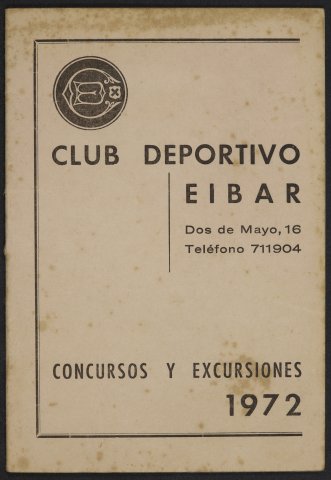 CLUB DEPORTIVO
EIBAR
Dos de Mayo, 16
Teléfono 711904
CONCURSOS Y EXCURSIONES
1972